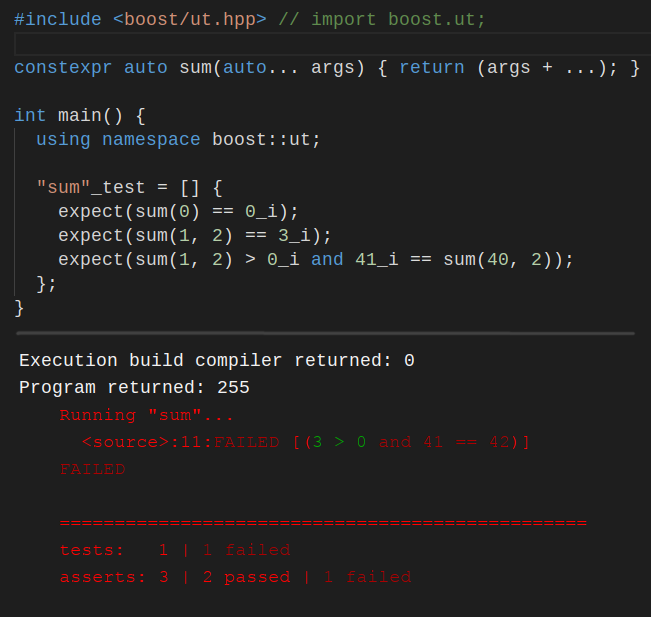 #include <boost/ut.hpp> // import boost.ut;
constexpr auto sum(auto... args) { return (args + ...); }
int main() {
using namespace boost::ut;
"sum"_test = [] {
expect(sum(0) == 0_i);
expect(sum(1, 2) == 3_i);
expect(sum(1, 2) > 0_i and 41_i == sum(40, 2));
};
}
Execution build compiler returned: 0
Program returned: 255
Running "sum"...
<source>:11:FAILED [(3 > 0 and 41 == 42)]
FAILED
================================================
tests:   1 | 1 failed
asserts: 3 | 2 passed | 1 failed